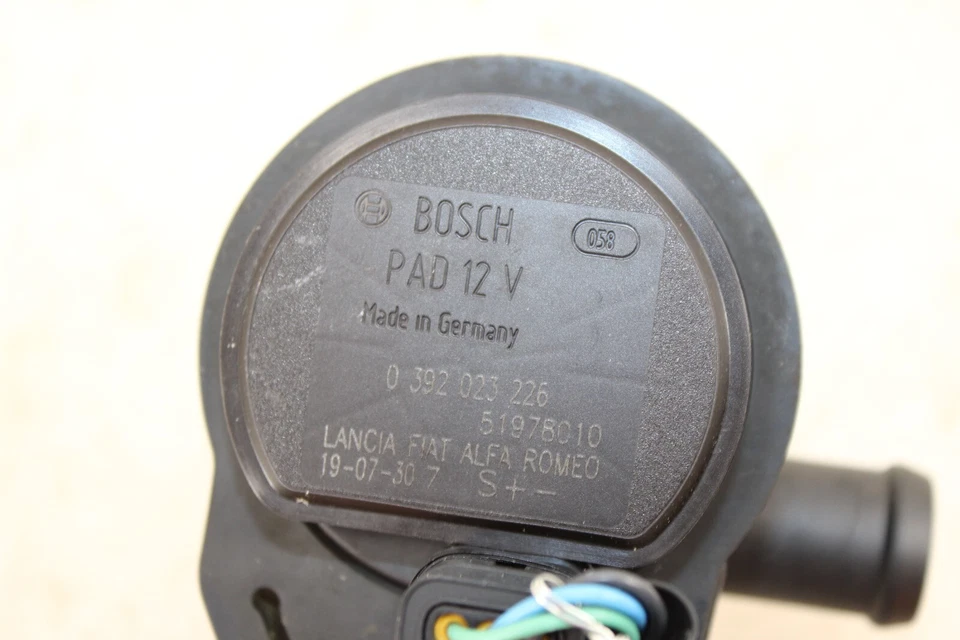 BOSCH
058
PAD 12 V
Made in Germany
0 392 023 226
51978010
LANCIA FIAT ALFA ROMEO
19-07-30 7 S + -